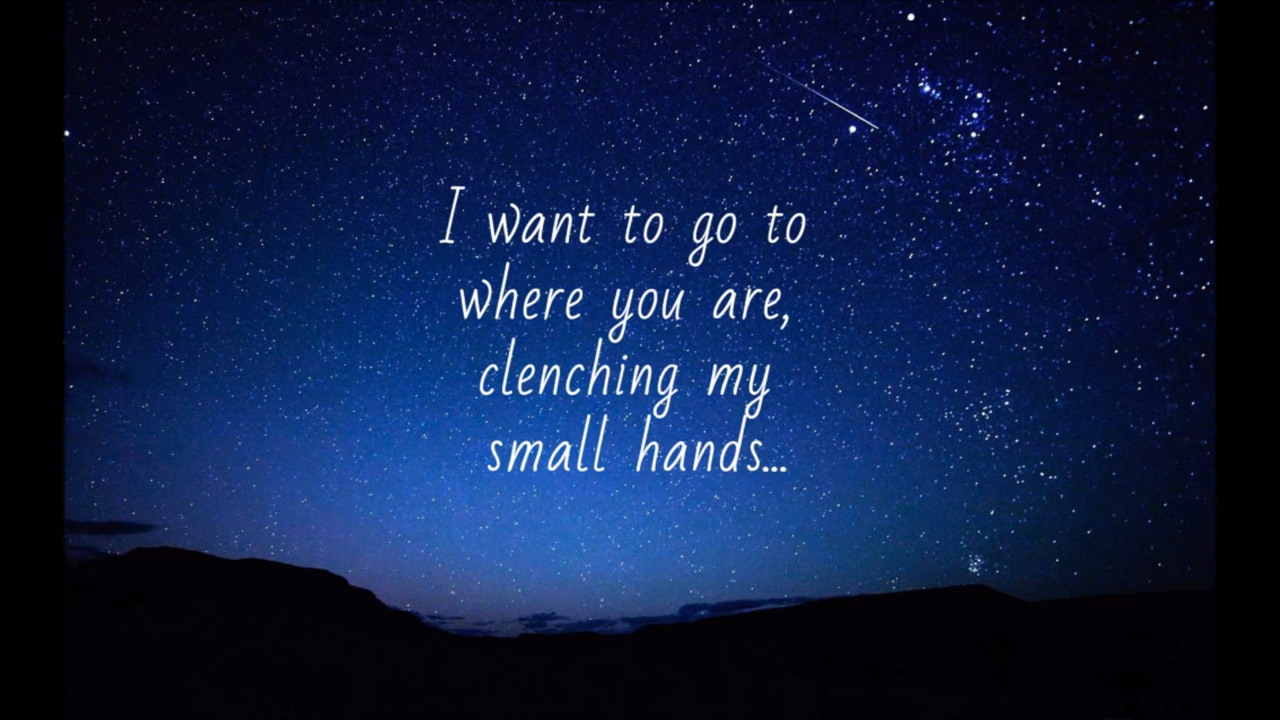 I want to go to
where you are,
clenching my
small hands...